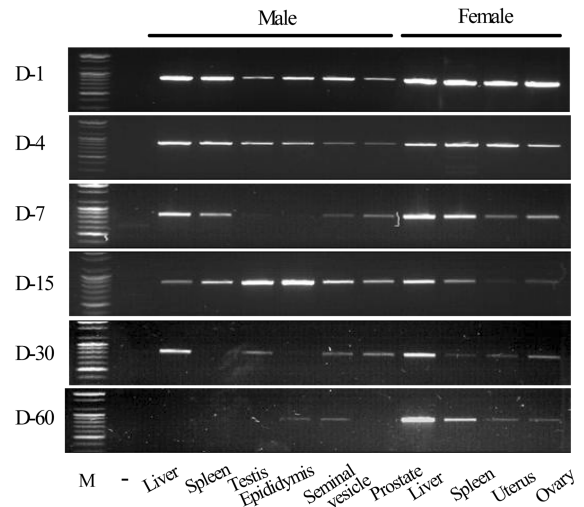 Male Female
D-1
D-4
D-7
D-15
D-30
D-60
M - Liver Spleen Testis Epididymis Seminal vesicle Prostate Liver Spleen Uterus Ovary